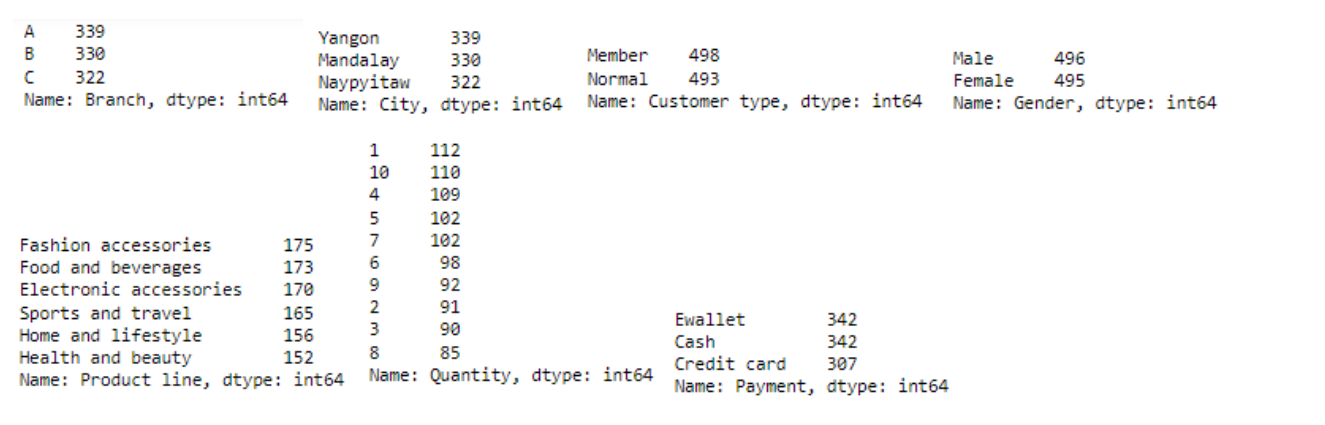 A 339
B 330
C 322
Name: Branch, dtype: int64
Yangon 339
Mandalay 330
Naypyitaw 322
Name: City, dtype: int64
Member 498
Normal 493
Name: Customer type, dtype: int64
Male 496
Female 495
Name: Gender, dtype: int64
Fashion accessories 175
Food and beverages 173
Electronic accessories 170
Sports and travel 165
Home and lifestyle 156
Health and beauty 152
Name: Product line, dtype: int64
1 112
10 110
4 109
5 102
7 102
6 98
9 92
2 91
3 90
8 85
Name: Quantity, dtype: int64
Ewallet 342
Cash 342
Credit card 307
Name: Payment, dtype: int64